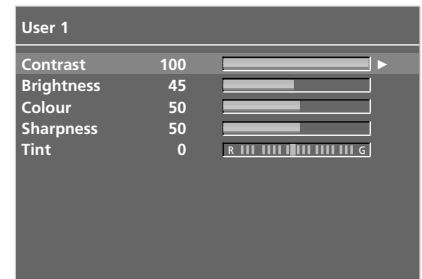 User 1
Contrast 100
Brightness 45
Colour 50
Sharpness 50
Tint 0 R G